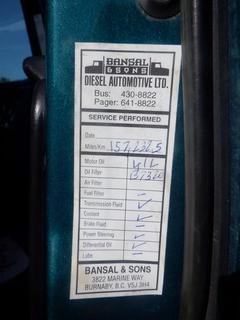 BANSAL
& SONS
DIESEL AUTOMOTIVE LTD.
Bus: 430-8822
Pager: 641-8822
SERVICE PERFORMED
Date
Miles/Km 157,232.5
Motor Oil
Oil Filter
Air Filter
Fuel Filter –
Transmission Fluid ✓
Coolant ✓
Brake Fluid –
Power Steering ✓
Differential Oil ✓
Lube –
BANSAL & SONS
3822 MARINE WAY
BURNABY, B.C. V5J 3H4